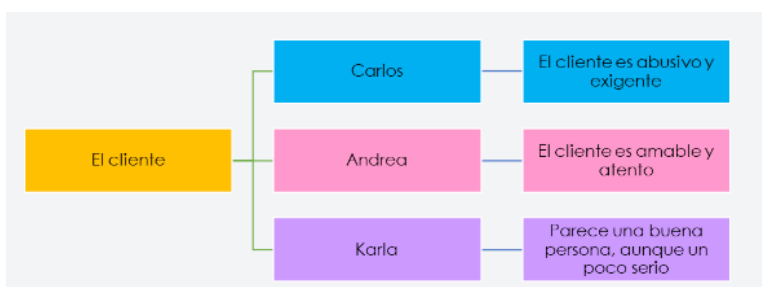 El cliente
Carlos
El cliente es abusivo y
exigente
Andrea
El cliente es amable y
atento
Karla
Parece una buena
persona, aunque un
poco serio